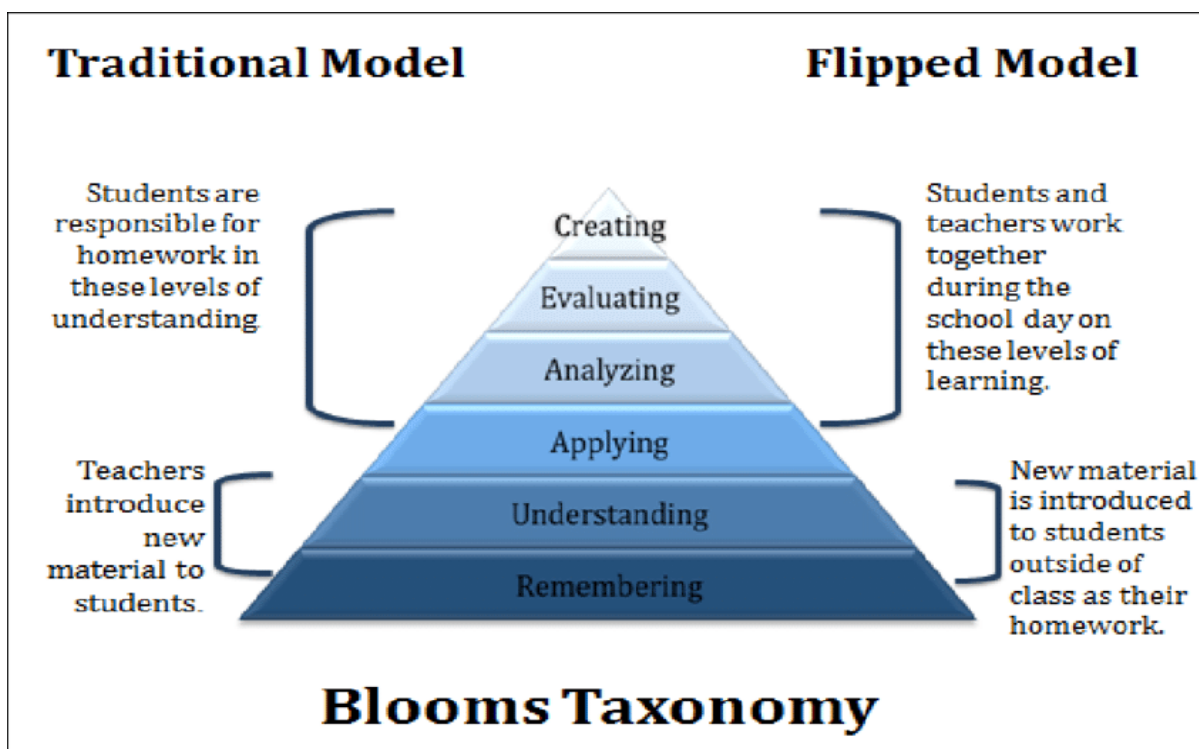 Traditional Model
Flipped Model
Students are
responsible for
homework in
these levels of
understanding
Creating
Evaluating
Analyzing
Applying
Understanding
Remembering
Students and
teachers work
together
during the
school day on
these levels of
learning.
Teachers
introduce
new
material to
students.
New material
is introduced
to students
outside of
class as their
homework.
Blooms Taxonomy